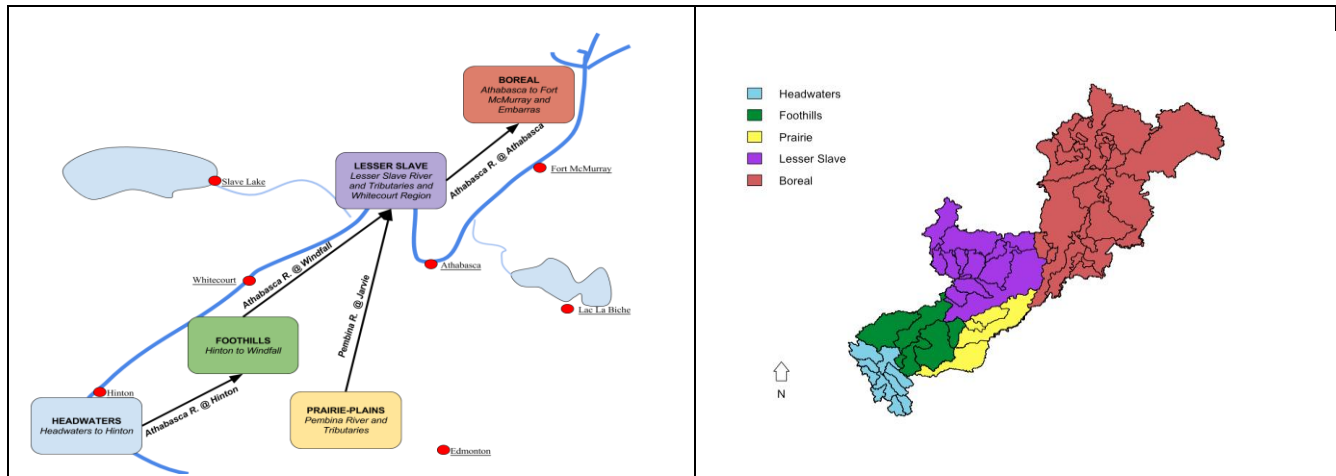 BOREAL
Athabasca to Fort
McMurray and
Embarras
LESSER SLAVE
Lesser Slave River
and Tributaries and
Whitecourt Region
Athabasca R. @ Athabasca
Fort McMurray
Slave Lake
Athabasca R. @ Windfall
Athabasca
Whitecourt
Pembina R. @ Jarvie
Lac La Biche
FOOTHILLS
Hinton to Windfall
Hinton
Athabasca R. @ Hinton
HEADWATERS
Headwaters to Hinton
PRAIRIE-PLAINS
Pembina River and
Tributaries
Edmonton
Headwaters
Foothills
Prairie
Lesser Slave
Boreal
N